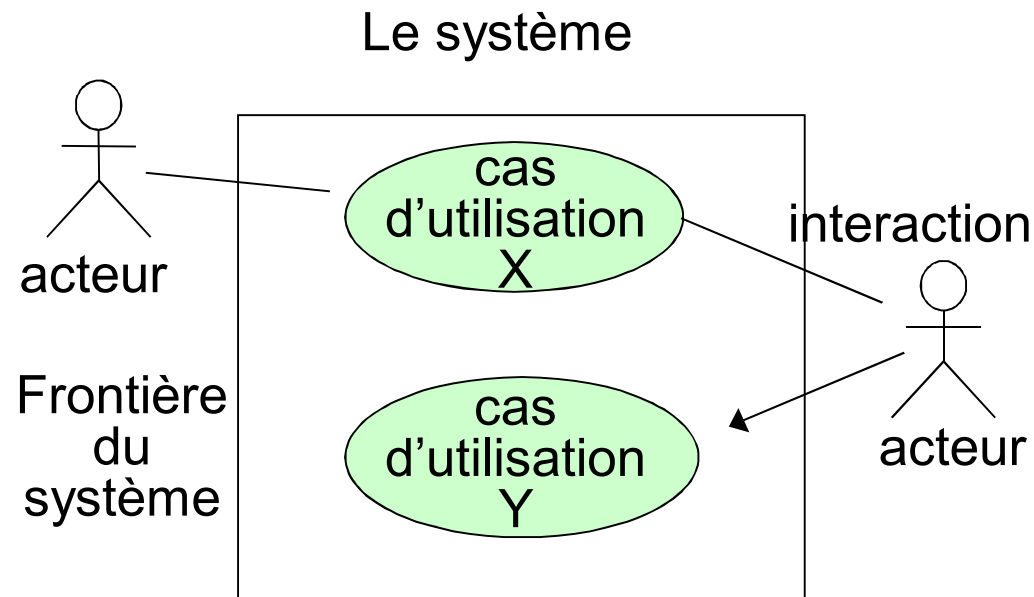 Le système
acteur
cas
d’utilisation
X
interaction
acteur
Frontière
du
système
cas
d’utilisation
Y